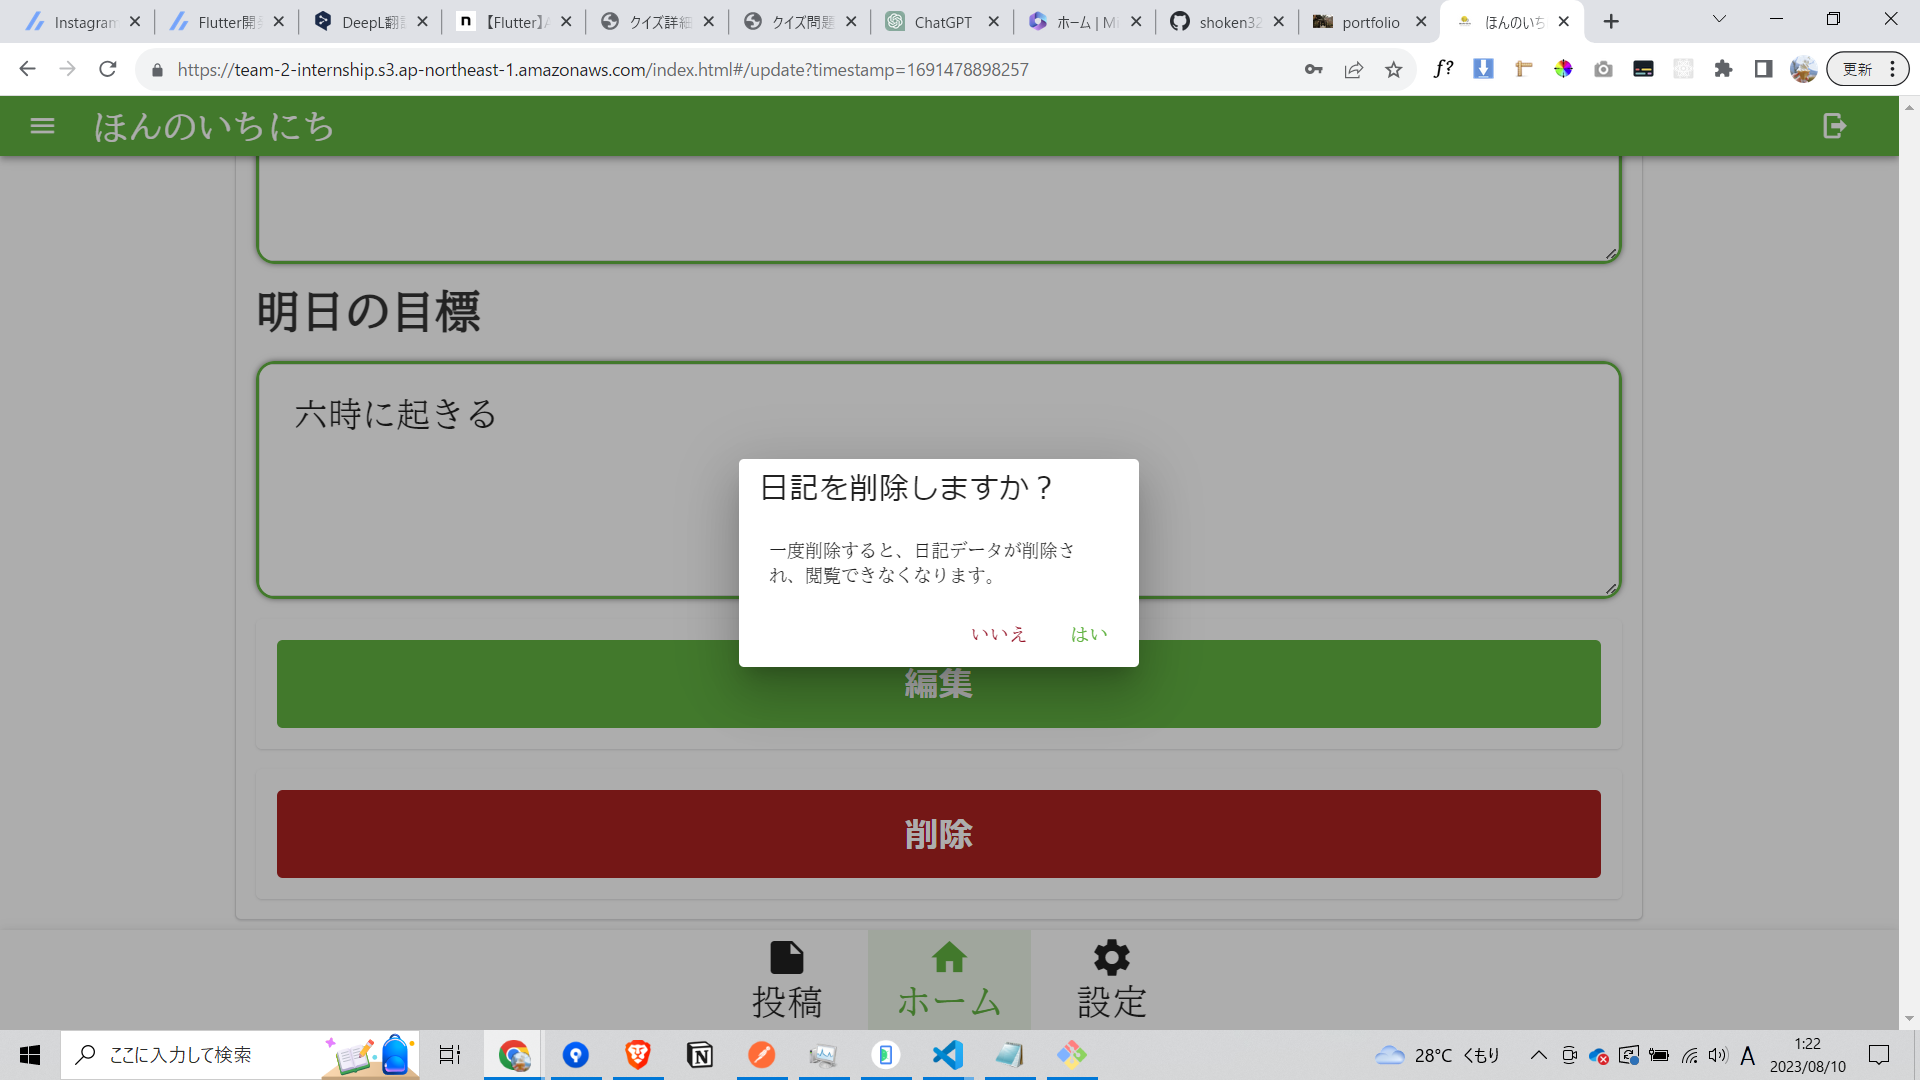 Instagram
Flutter開発
DeepL翻訳
【Flutter】A
クイズ詳細
クイズ問題
ChatGPT
ホーム | Mi
shoken32
portfolio
ほんのいち
https://team-2-internship.s3.ap-northeast-1.amazonaws.com/index.html#/update?timestamp=1691478898257
f?
更新
ほんのいちにち
明日の目標
六時に起きる
日記を削除しますか？
一度削除すると、日記データが削除さ
れ、閲覧できなくなります。
いいえ はい
編集
削除
投稿
ホーム
設定
ここに入力して検索
28°C くもり
A
1:22
2023/08/10